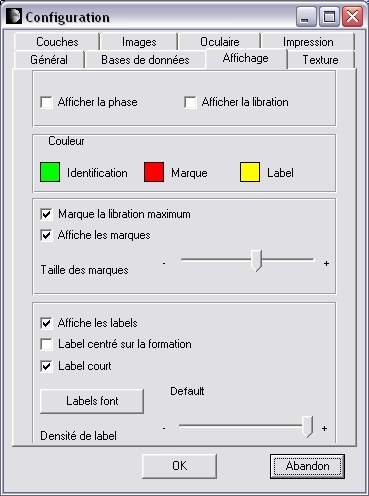 Configuration
Couches Images Oculaire Impression
Général Bases de données Affichage Texture
Afficher la phase Afficher la libration
Couleur
Identification Marque Label
Marque la libration maximum
Affiche les marques
Taille des marques - +
Affiche les labels
Label centré sur la formation
Label court
Labels font Default
Densité de label - +
OK Abandon